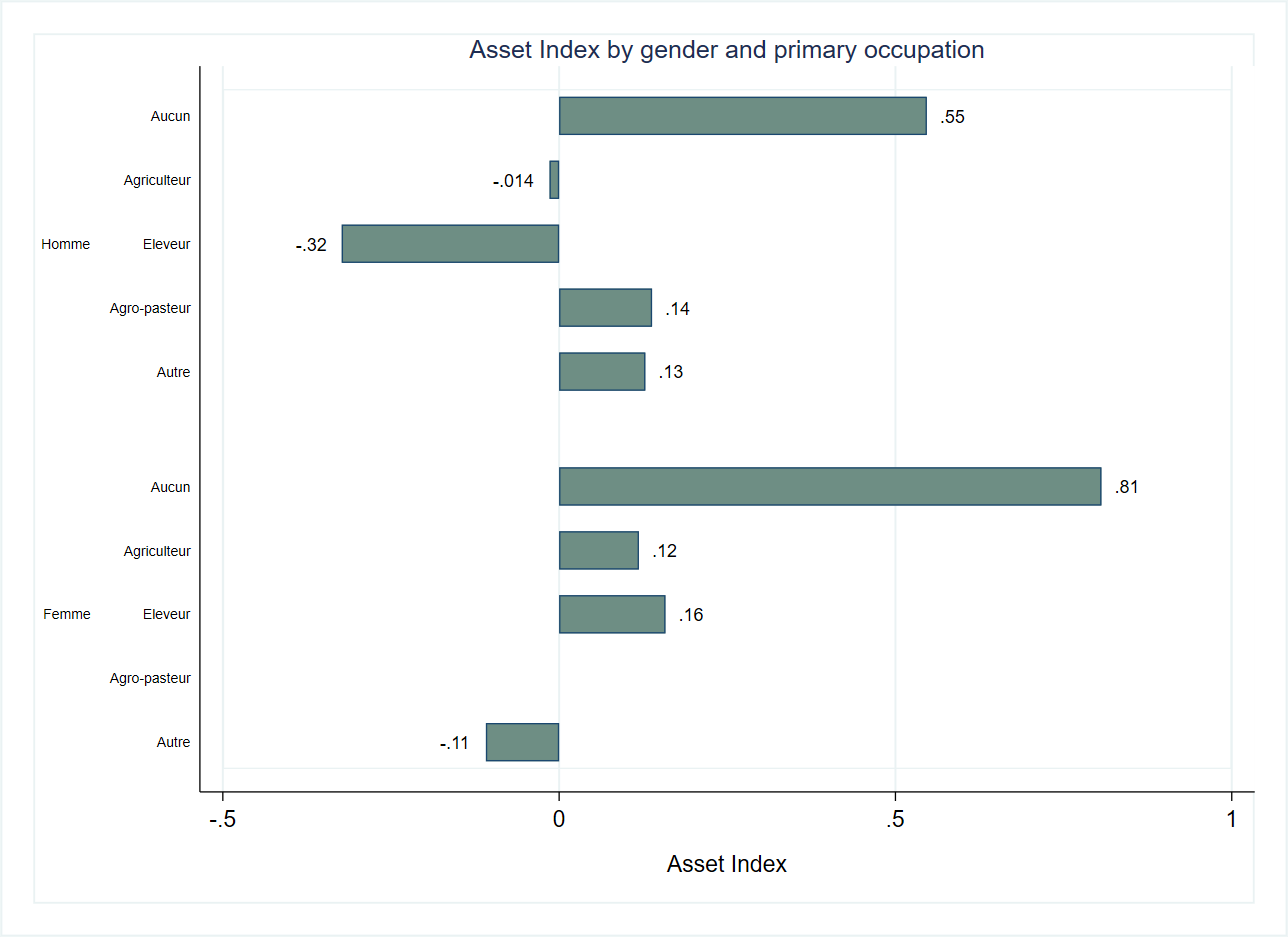 Asset Index by gender and primary occupation
Aucun .55
Agriculteur -.014
Homme Eleveur -.32
Agro-pasteur .14
Autre .13
Aucun .81
Agriculteur .12
Femme Eleveur .16
Agro-pasteur
Autre -.11
-.5 0 .5 1
Asset Index